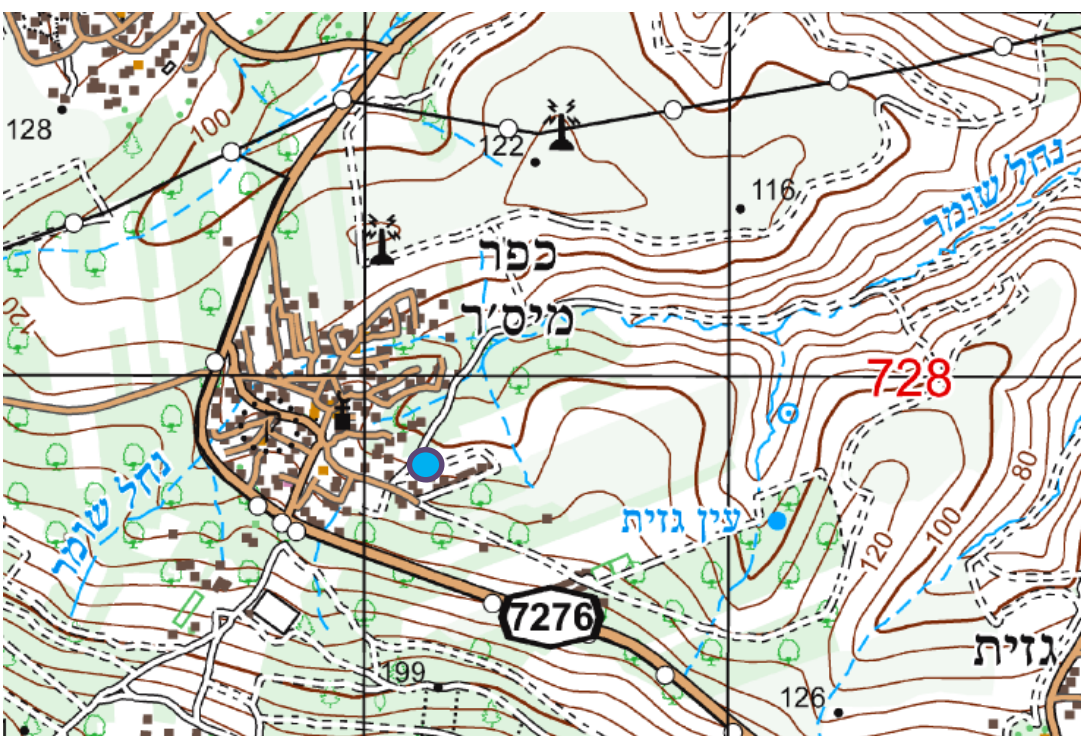 128
100
122
116
נחל שומר
כפר
מיס'ר
120
728
80
נחל שומר
עין גזית
100
120
7276
גזית
199
126